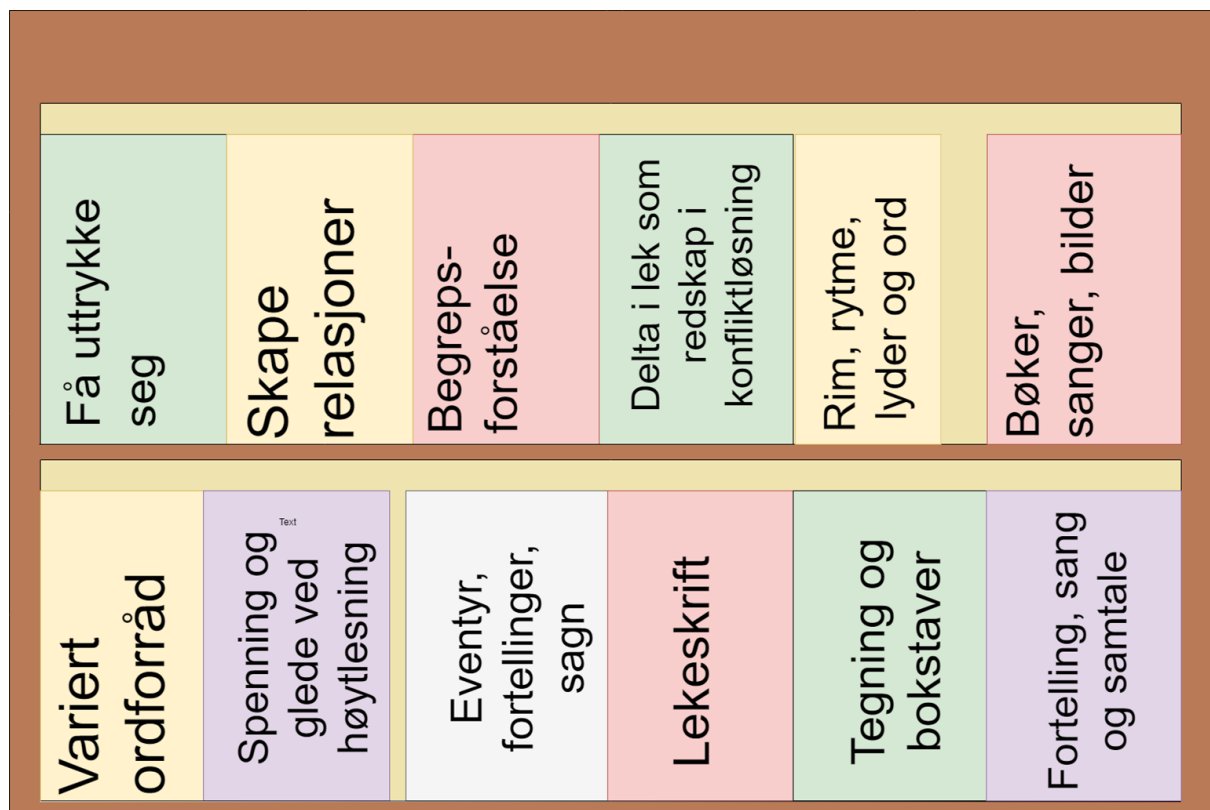 Få uttrykke
seg
Skape
relasjoner
Begreps-
forståelse
Delta i lek som
redskap i
konfliktløsning
Rim, rytme,
lyder og ord
Bøker,
sanger, bilder
Variert
ordforråd
Text
Spenning og
glede ved
høytlesning
Eventyr,
fortellinger,
sagn
Lekeskrift
Tegning og
bokstaver
Fortelling, sang
og samtale